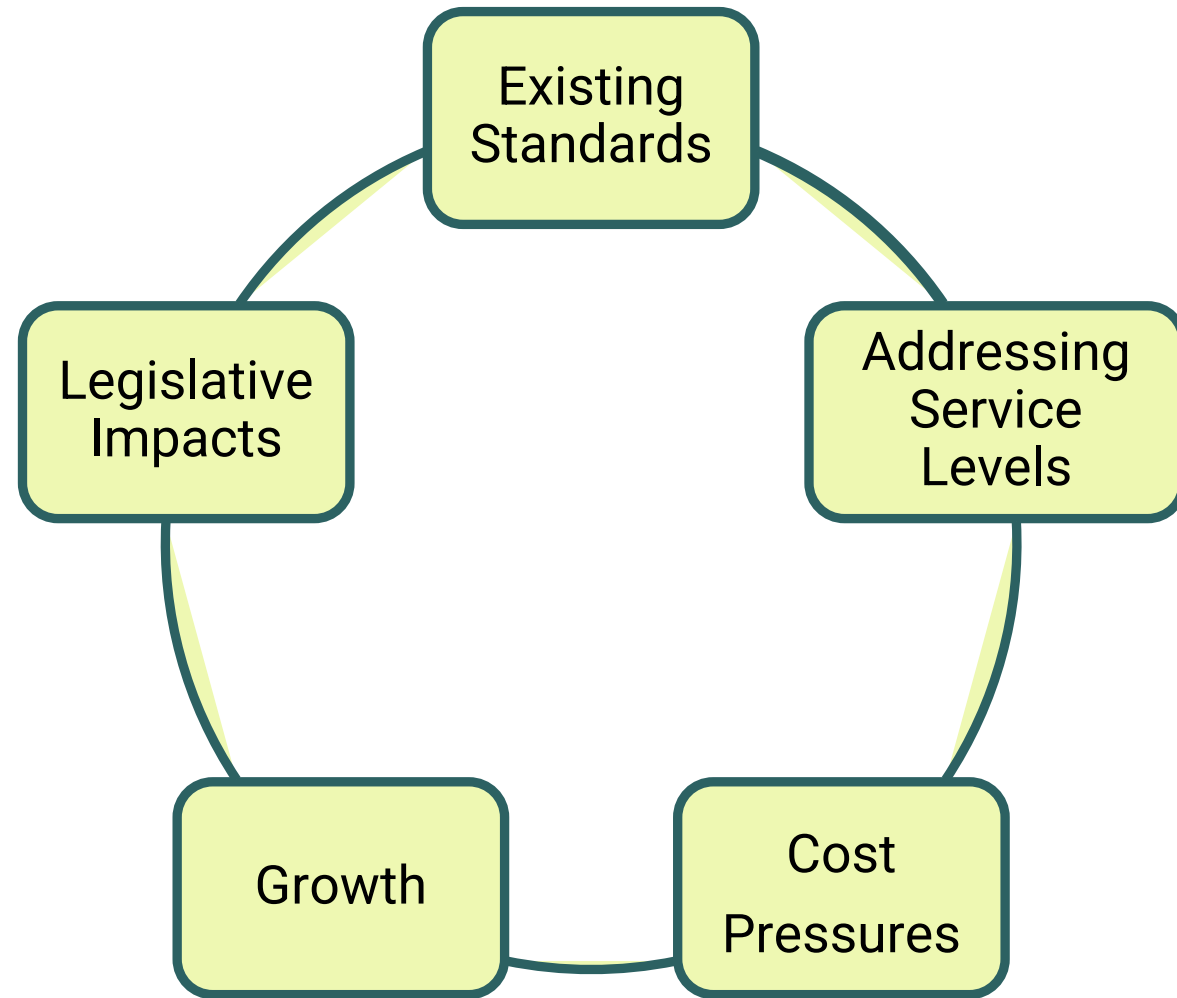 Existing
Standards
Addressing
Service
Levels
Cost
Pressures
Growth
Legislative
Impacts